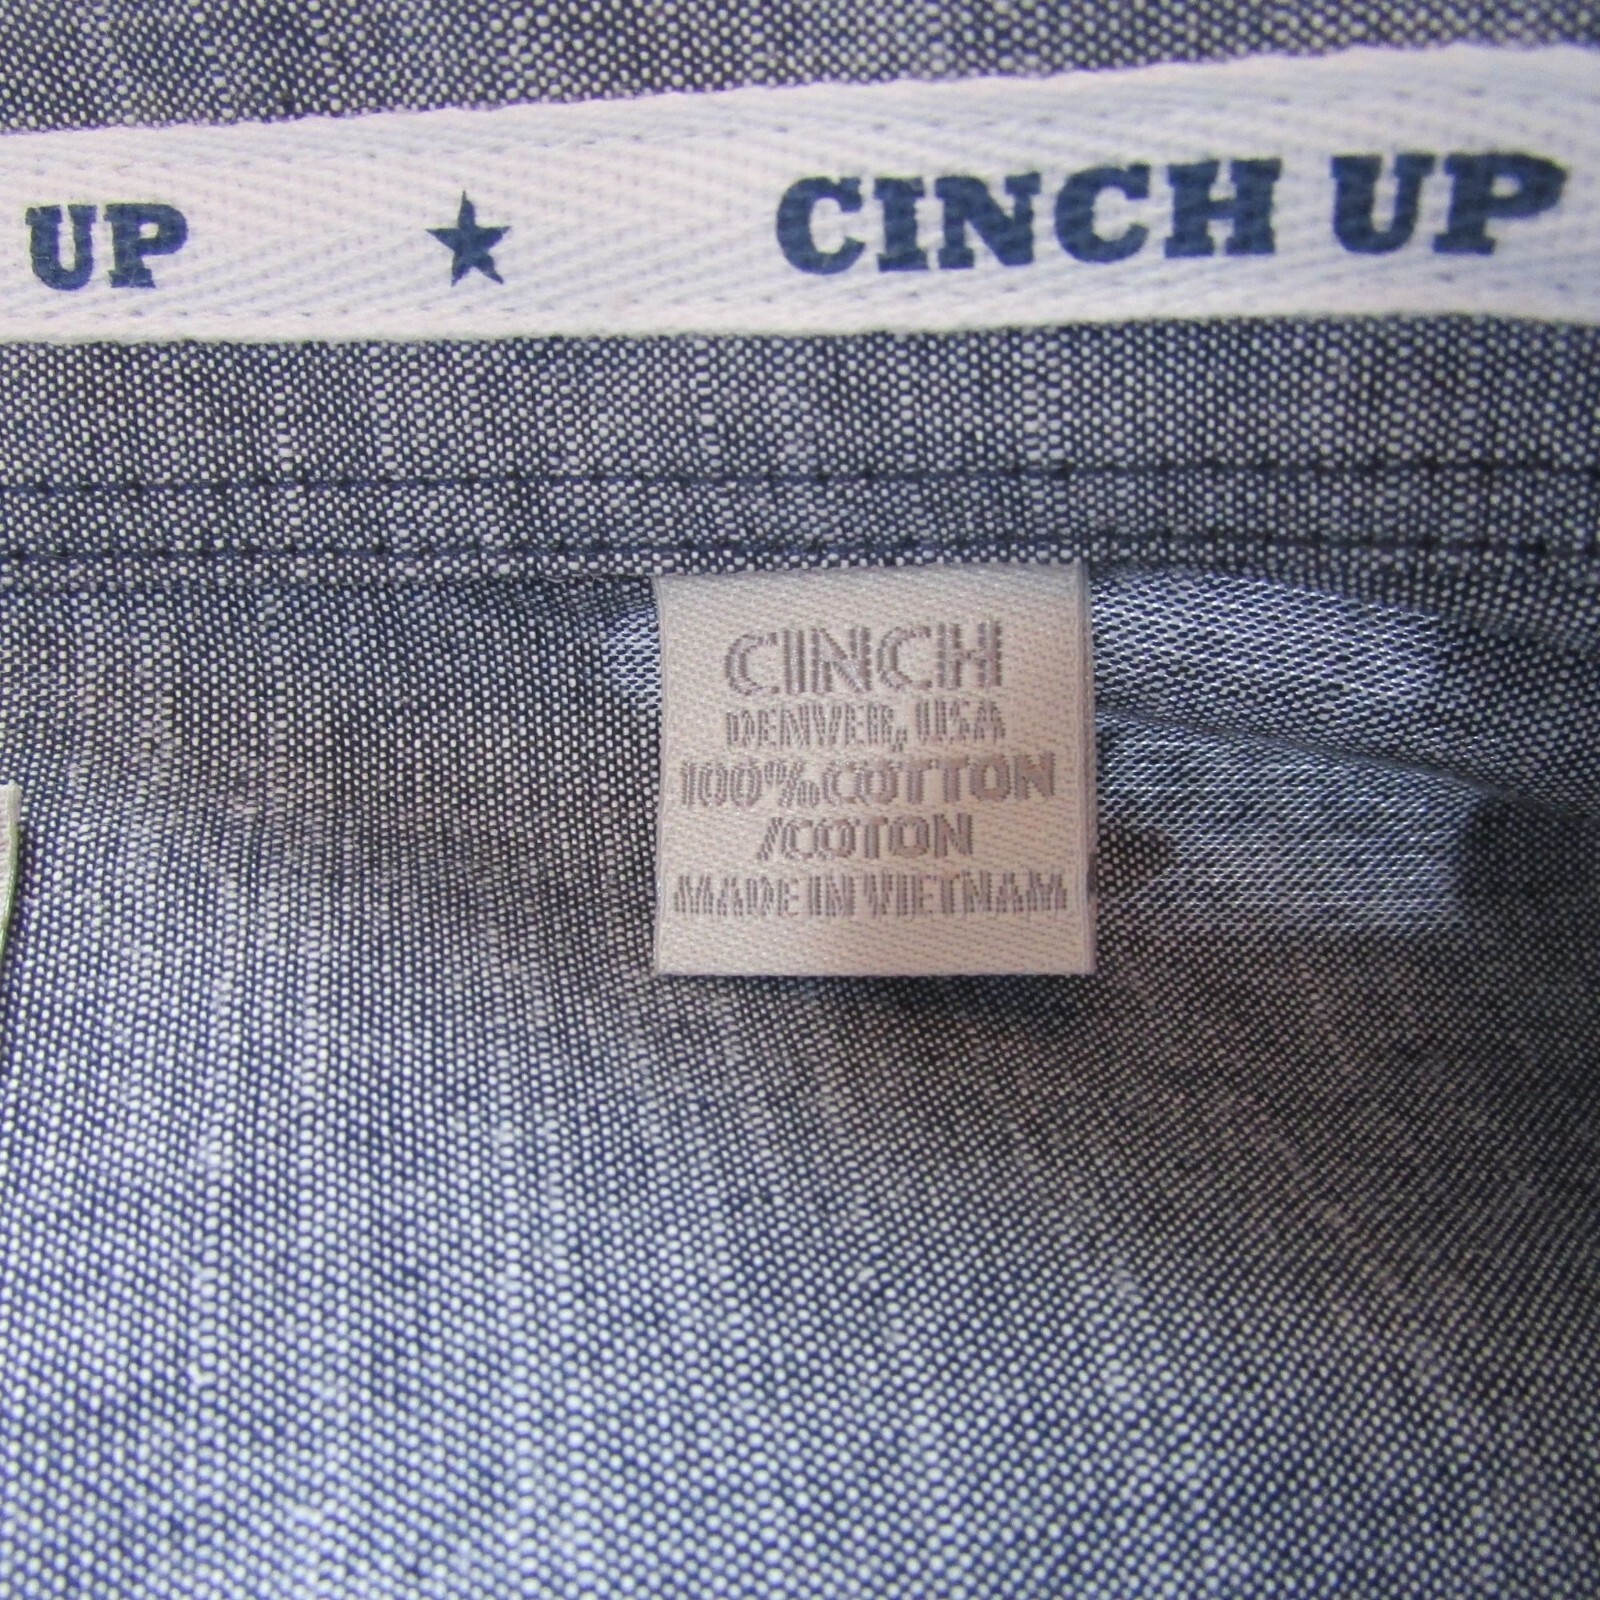 UP ★ CINCH UP
CINCH
DENVER, USA
100% COTTON
/COTON
MADE IN VIETNAM